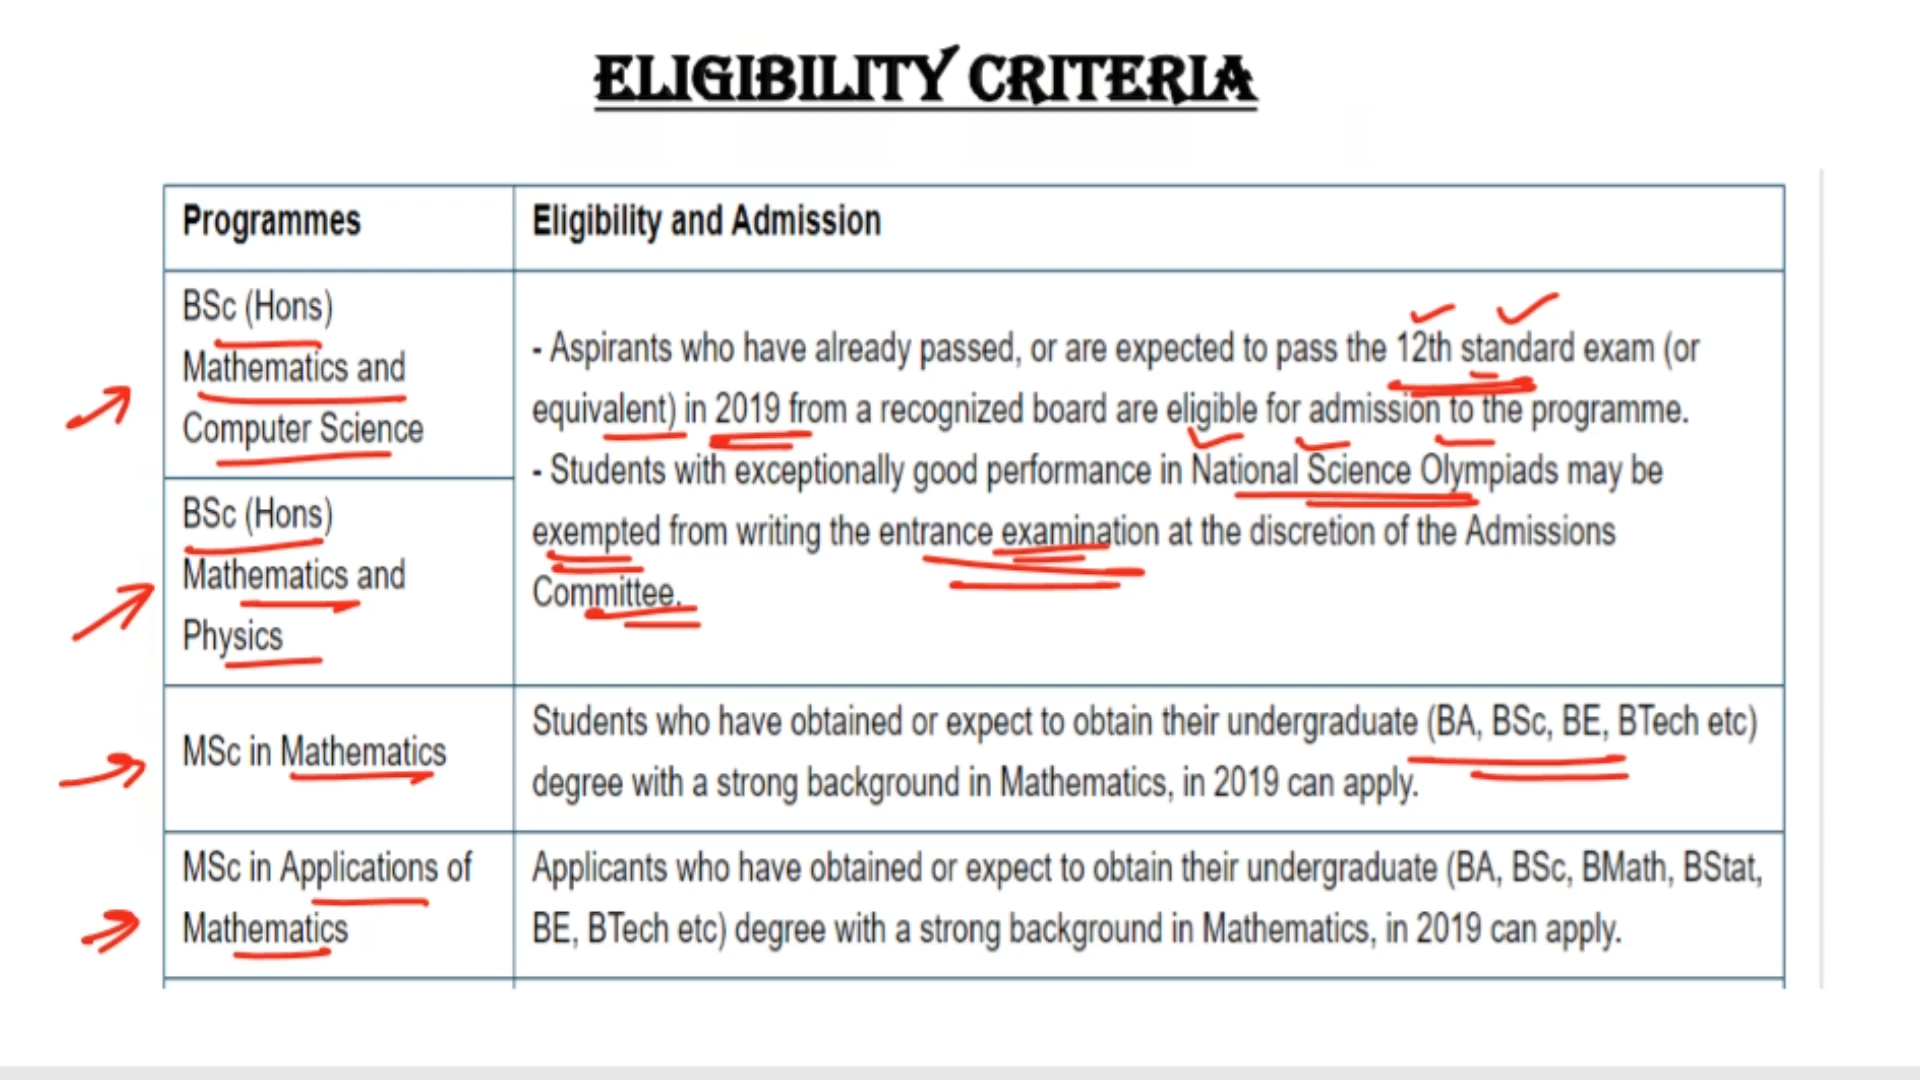 ELIGIBILITY CRITERIA
Programmes
Eligibility and Admission
BSc (Hons)
Mathematics and
Computer Science
BSc (Hons)
Mathematics and
Physics
- Aspirants who have already passed, or are expected to pass the 12th standard exam (or
equivalent) in 2019 from a recognized board are eligible for admission to the programme.
- Students with exceptionally good performance in National Science Olympiads may be
exempted from writing the entrance examination at the discretion of the Admissions
Committee.
MSc in Mathematics
Students who have obtained or expect to obtain their undergraduate (BA, BSc, BE, BTech etc)
degree with a strong background in Mathematics, in 2019 can apply.
MSc in Applications of
Mathematics
Applicants who have obtained or expect to obtain their undergraduate (BA, BSc, BMath, BStat,
BE, BTech etc) degree with a strong background in Mathematics, in 2019 can apply.